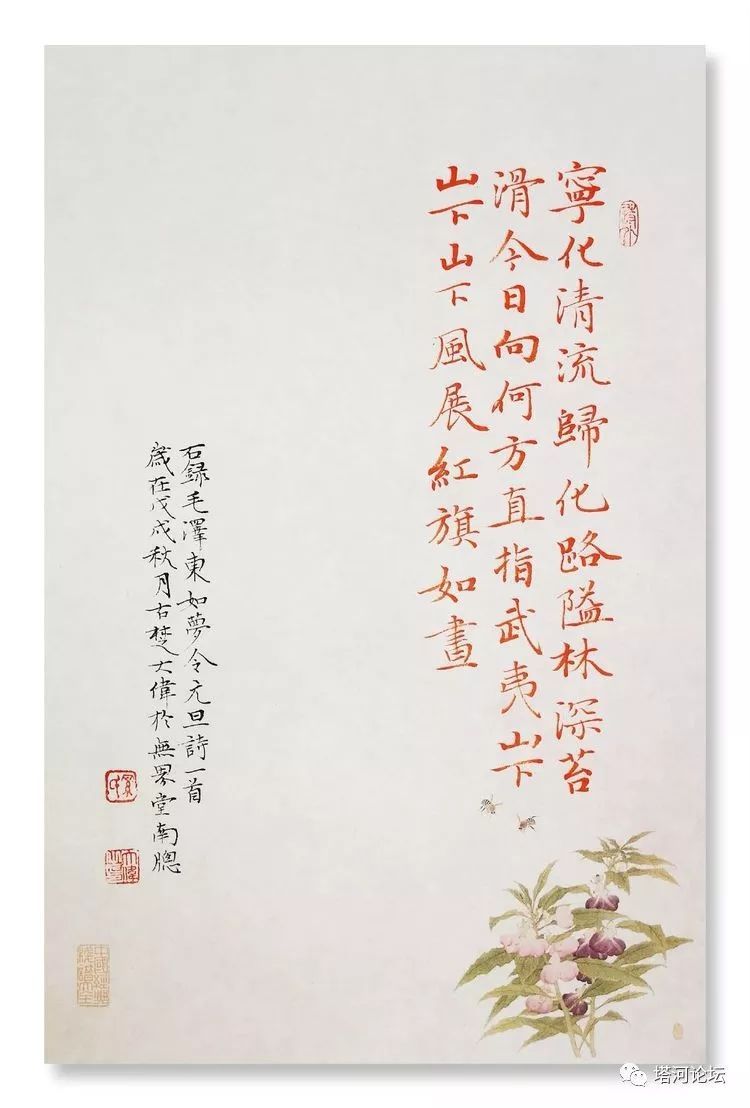 寧化清流歸化路隘林深苔
滑今日向何方直指武夷山下
山下山下風展紅旗如畫
右録毛澤東如夢令元旦詩一首
歲在戊戌秋月古楚大偉於無界堂南牕
塔河论坛